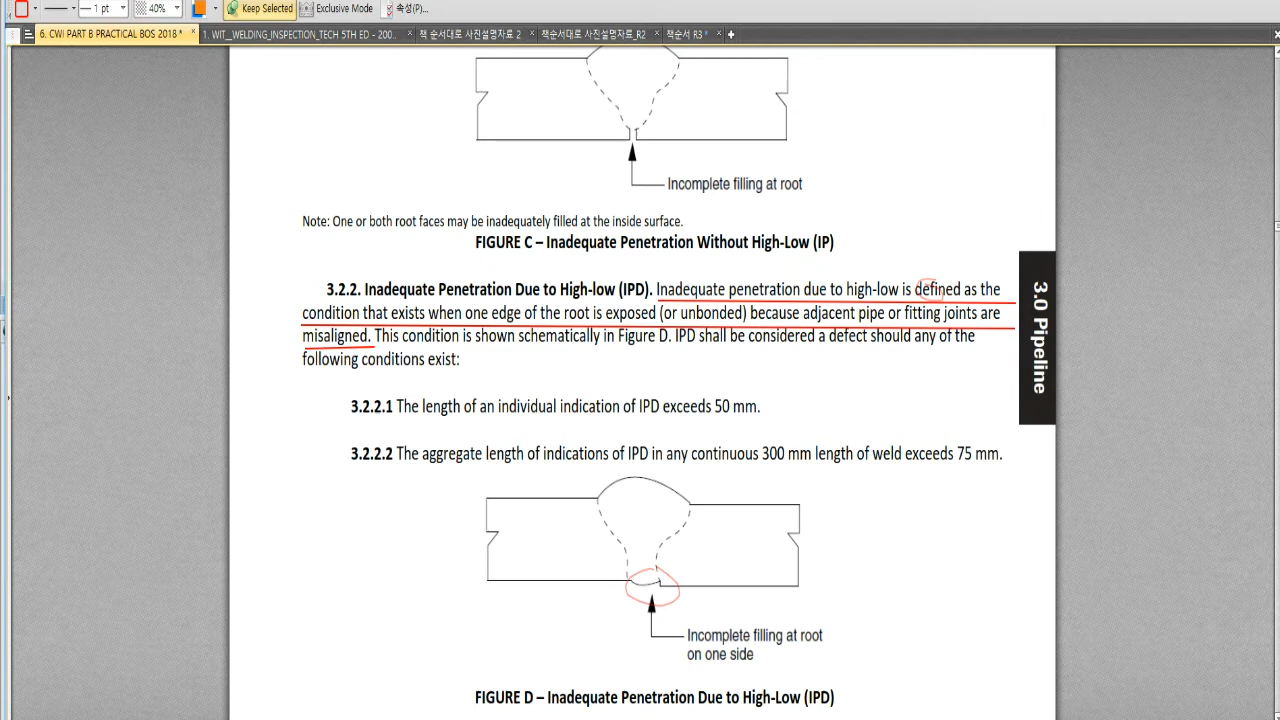 1 pt
40%
Keep Selected
Exclusive Mode
속성(P)...
6. CWI PART B PRACTICAL BOS 2018 *
1. WIT_WELDING_INSPECTION_TECH 5TH ED - 200...
책 순서대로 사진설명자료 2
책순서대로 사진설명자료_R2
책순서 R3 *
Incomplete filling at root
Note: One or both root faces may be inadequately filled at the inside surface.
FIGURE C – Inadequate Penetration Without High-Low (IP)
3.2.2. Inadequate Penetration Due to High-low (IPD). Inadequate penetration due to high-low is defined as the
condition that exists when one edge of the root is exposed (or unbonded) because adjacent pipe or fitting joints are
misaligned. This condition is shown schematically in Figure D. IPD shall be considered a defect should any of the
following conditions exist:
3.2.2.1 The length of an individual indication of IPD exceeds 50 mm.
3.2.2.2 The aggregate length of indications of IPD in any continuous 300 mm length of weld exceeds 75 mm.
Incomplete filling at root
on one side
FIGURE D – Inadequate Penetration Due to High-Low (IPD)
3.0 Pipeline